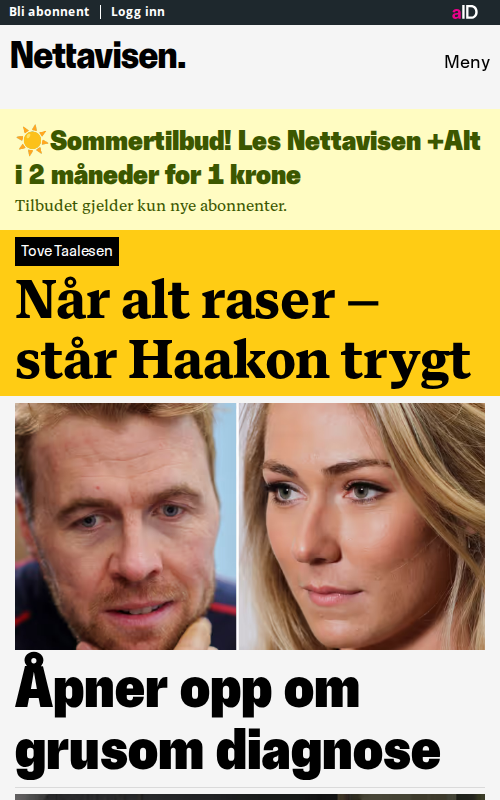 Bli abonnent | Logg inn
aID
Nettavisen.
Meny
☀️Sommertilbud! Les Nettavisen +Alt
i 2 måneder for 1 krone
Tilbudet gjelder kun nye abonnenter.
Tove Taalesen
Når alt raser –
står Haakon trygt
Åpner opp om
grusom diagnose